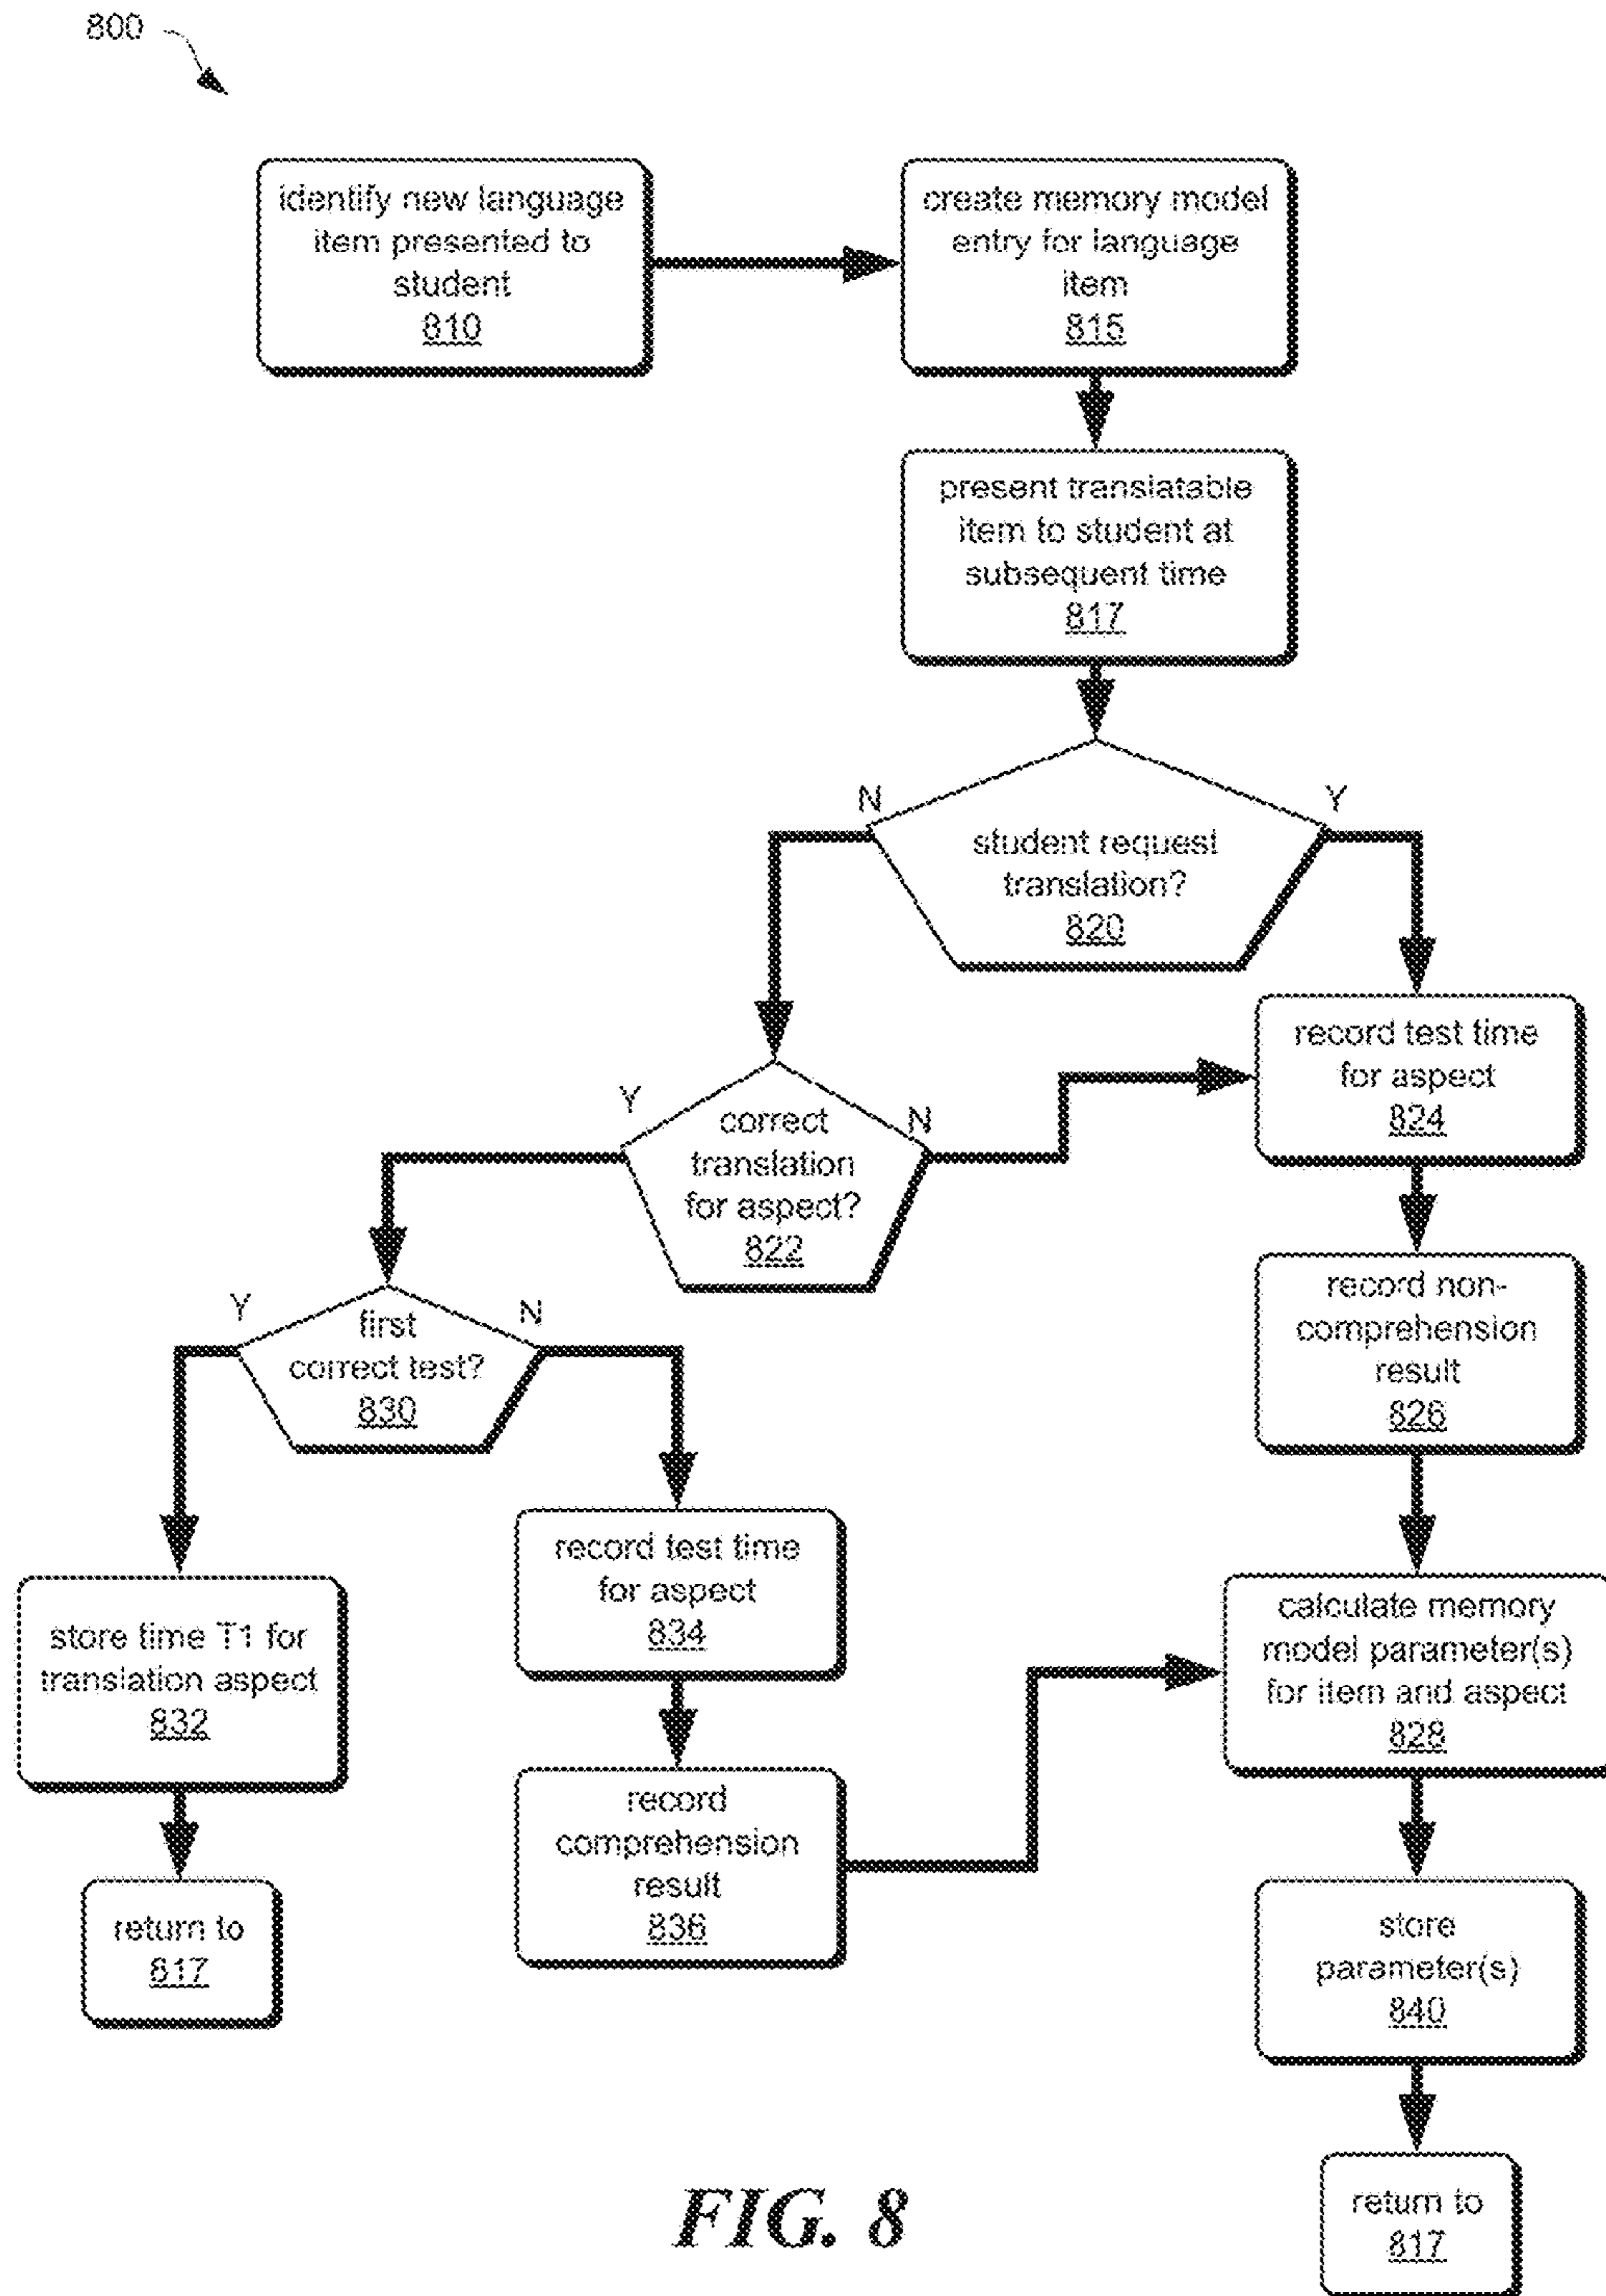 800
identify new language
item presented to
student
810
create memory model
entry for language
item
815
present translatable
item to student at
subsequent time
817
N
Y
student request
translation?
820
record test time
for aspect
824
Y
N
correct
translation
for aspect?
822
record non-
comprehension
result
826
Y
N
first
correct test?
830
record test time
for aspect
834
store time T1 for
translation aspect
832
calculate memory
model parameter(s)
for item and aspect
828
record
comprehension
result
836
return to
817
store
parameter(s)
840
return to
817
FIG. 8